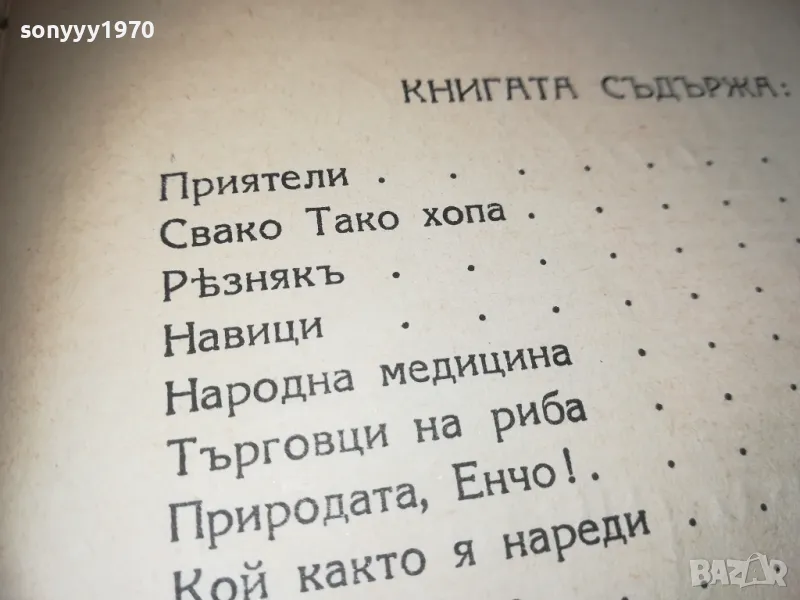 sonyyy1970
КНИГАТА СЪДЪРЖА:
Приятели . . . . . . .
Свако Тако хопа . . . . .
Рѣзнякъ . . . . . .
Навици . . . . . .
Народна медицина . . .
Търговци на риба . . .
Природата, Енчо! . . .
Кой както я нареди . .
BAZAR